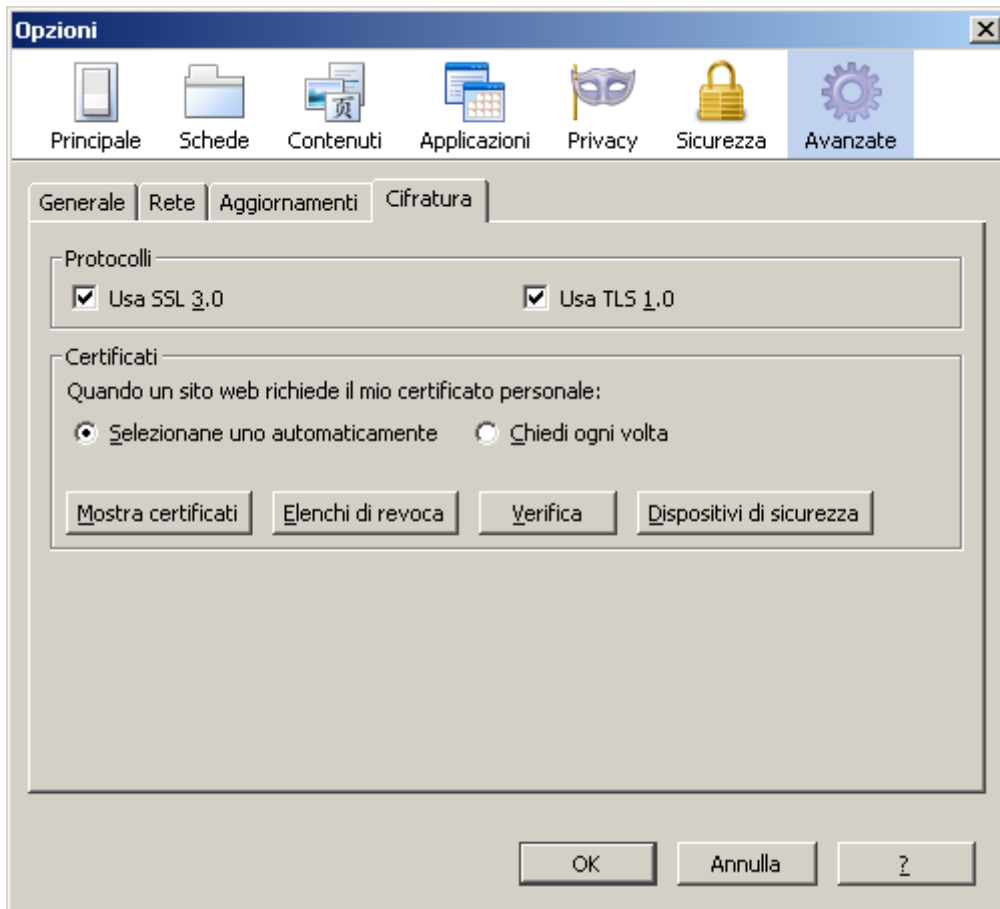 Opzioni
Principale Schede Contenuti Applicazioni Privacy Sicurezza Avanzate
Generale Rete Aggiornamenti Cifratura
Protocolli
Usa SSL 3.0 Usa TLS 1.0
Certificati
Quando un sito web richiede il mio certificato personale:
Selezionane uno automaticamente Chiedi ogni volta
Mostra certificati Elenchi di revoca Verifica Dispositivi di sicurezza
OK Annulla ?
页